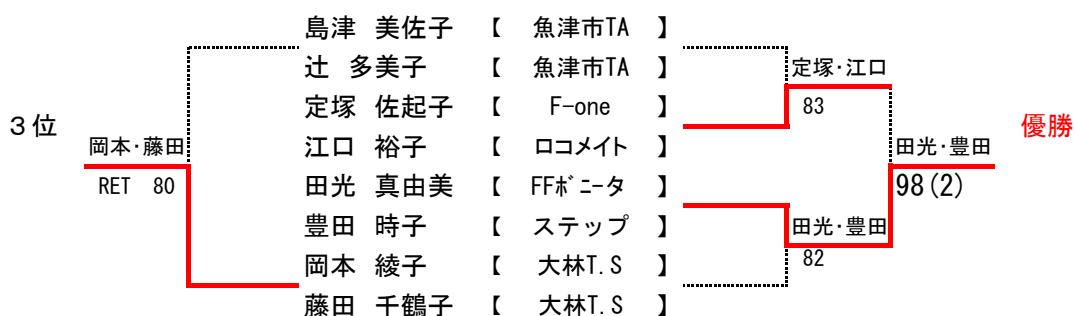 島津 美佐子 【 魚津市TA 】
辻 多美子 【 魚津市TA 】 定塚・江口
定塚 佐起子 【 F-one 】 83
3位 優勝
岡本・藤田 江口 裕子 【 ロコメイト 】 田光・豊田
RET 80 田光 真由美 【 FFボニータ 】 98(2)
豊田 時子 【 ステップ 】 田光・豊田
岡本 綾子 【 大林T.S 】 82
藤田 千鶴子 【 大林T.S 】